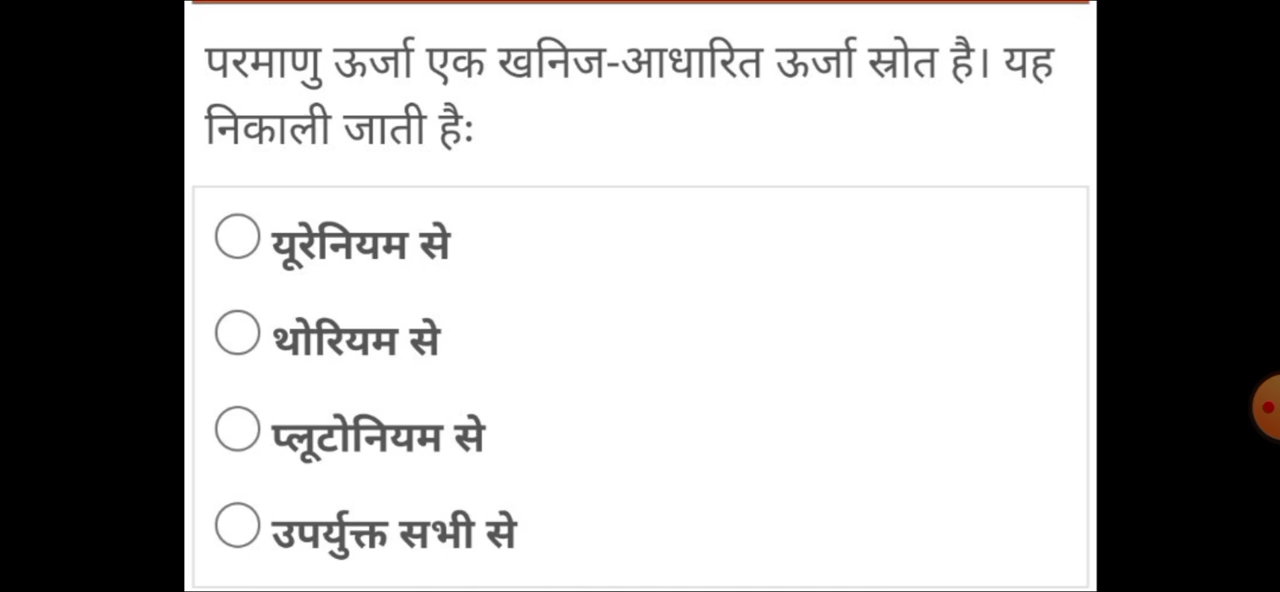 परमाणु ऊर्जा एक खनिज-आधारित ऊर्जा स्रोत है। यह
निकाली जाती हैः
यूरेनियम से
थोरियम से
प्लूटोनियम से
उपर्युक्त सभी से